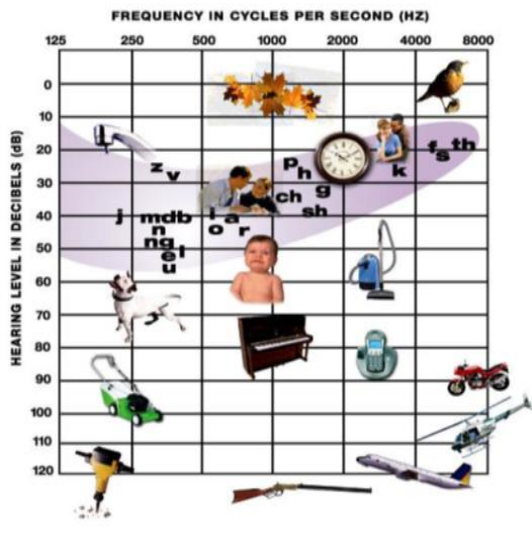 FREQUENCY IN CYCLES PER SECOND (HZ)
125 250 500 1000 2000 4000 8000
HEARING LEVEL IN DECIBELS (dB)
0
10
20
30
40
50
60
70
80
90
100
110
120
z v
p h
ch g
sh
k
f s th
j mdb i a
n o r
ng
e l
u